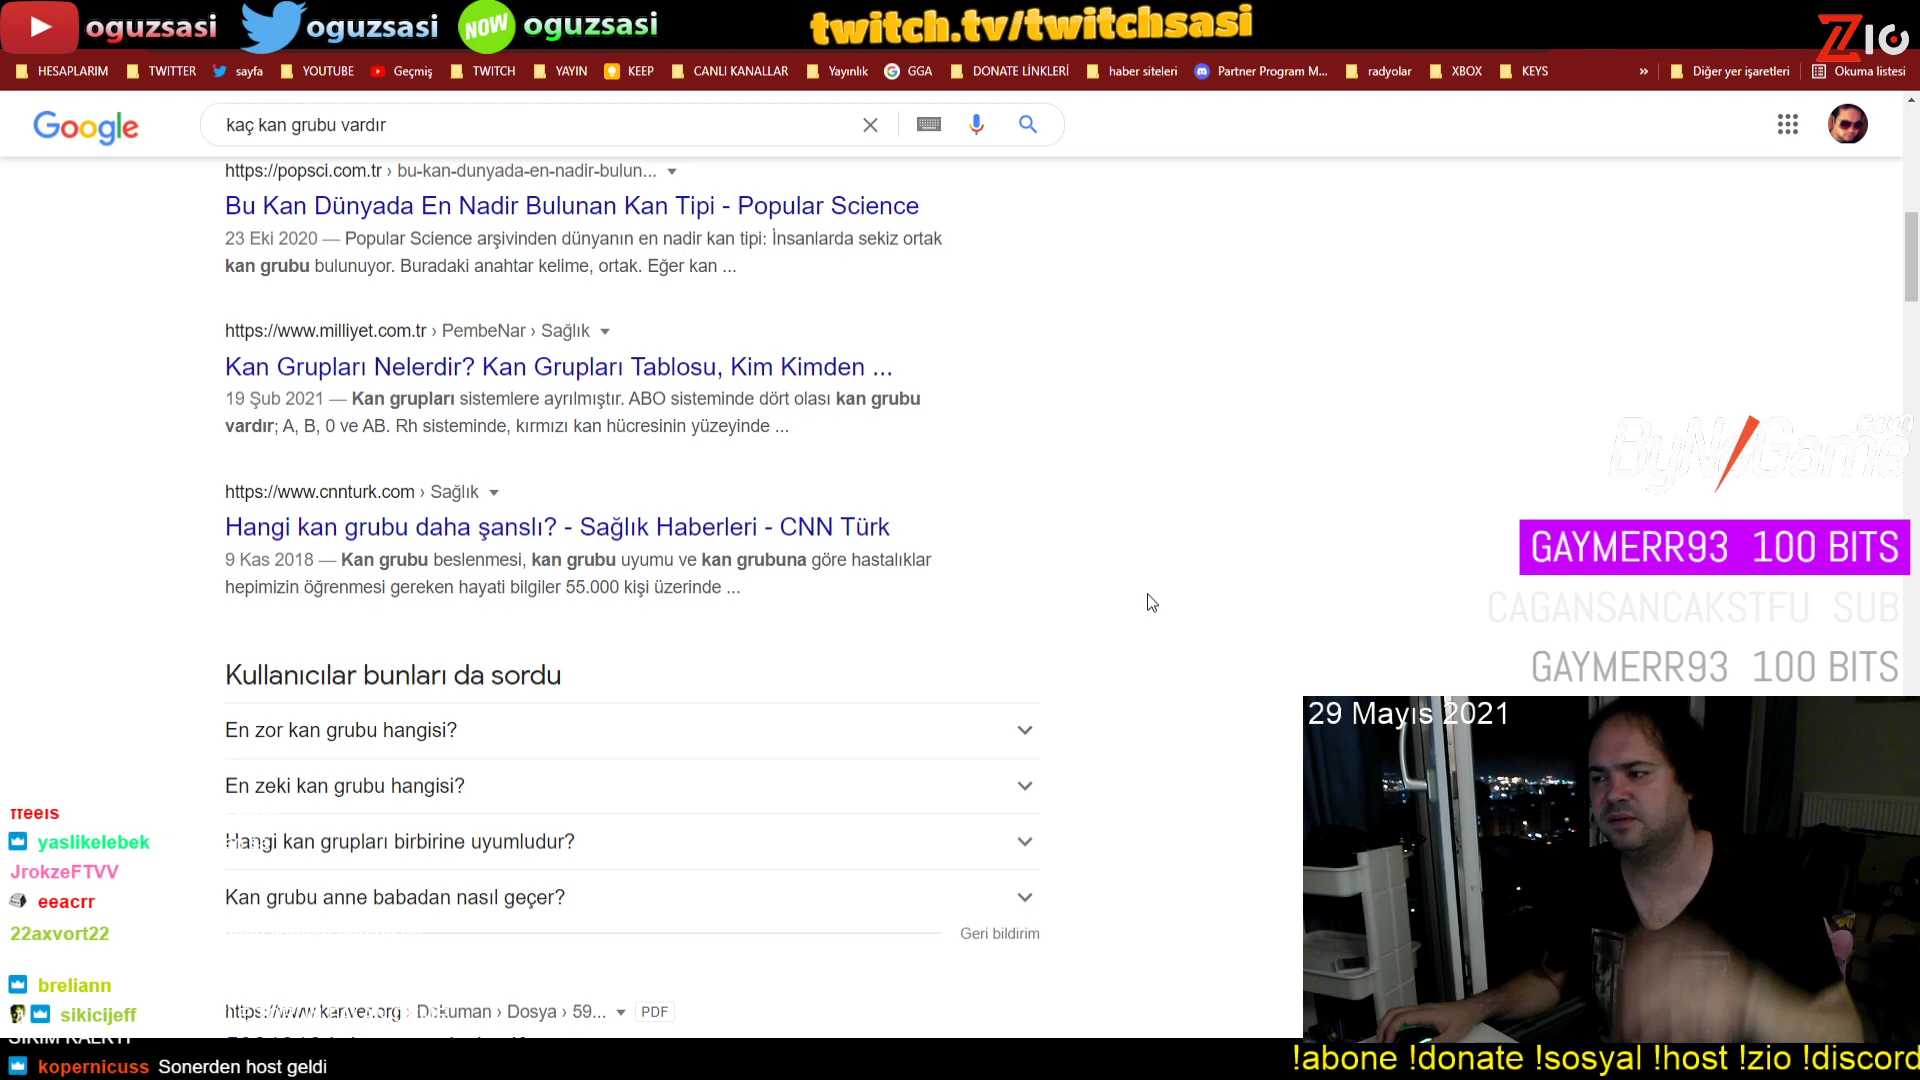 oguzsasi oguzsasi NOW oguzsasi twitch.tv/twitchsasi
ZIO
HESAPLARIM TWITTER sayfa YOUTUBE Geçmiş TWITCH YAYIN KEEP CANLI KANALLAR Yayınlık GGA DONATE LİNKLERİ haber siteleri Partner Program M... radyolar XBOX KEYS » Diğer yer işaretleri Okuma listesi
Google kaç kan grubu vardır
https://popsci.com.tr › bu-kan-dunyada-en-nadir-bulun...
Bu Kan Dünyada En Nadir Bulunan Kan Tipi - Popular Science
23 Eki 2020 — Popular Science arşivinden dünyanın en nadir kan tipi: İnsanlarda sekiz ortak
kan grubu bulunuyor. Buradaki anahtar kelime, ortak. Eğer kan ...
https://www.milliyet.com.tr › PembeNar › Sağlık
Kan Grupları Nelerdir? Kan Grupları Tablosu, Kim Kimden ...
19 Şub 2021 — Kan grupları sistemlere ayrılmıştır. ABO sisteminde dört olası kan grubu
vardır; A, B, 0 ve AB. Rh sisteminde, kırmızı kan hücresinin yüzeyinde ...
ByNoGame.com
https://www.cnnturk.com › Sağlık
Hangi kan grubu daha şanslı? - Sağlık Haberleri - CNN Türk
9 Kas 2018 — Kan grubu beslenmesi, kan grubu uyumu ve kan grubuna göre hastalıklar
hepimizin öğrenmesi gereken hayati bilgiler 55.000 kişi üzerinde ...
GAYMERR93 100 BITS
CAGANSANCAKSTFU SUB
GAYMERR93 100 BITS
Kullanıcılar bunları da sordu
29 Mayıs 2021
En zor kan grubu hangisi?
En zeki kan grubu hangisi?
Hangi kan grupları birbirine uyumludur?
Kan grubu anne babadan nasıl geçer?
Geri bildirim
yaslikelebek
JrokzeFTVV
eeacrr
22axvort22
breliann
sikicijeff
› Dokuman › Dosya › 59... PDF
kopernicuss Sonerden host geldi
!abone !donate !sosyal !host !zio !discord